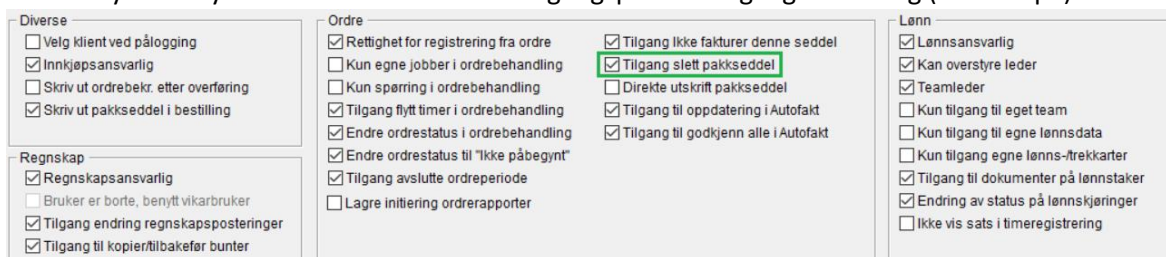 Diverse
Velg klient ved pålogging
Innkjøpsansvarlig
Skriv ut ordrebekr. etter overføring
Skriv ut pakkseddel i bestilling
Regnskap
Regnskapsansvarlig
Bruker er borte, benytt vikarbruker
Tilgang endring regnskapsposteringer
Tilgang til kopier/tilbakefør bunter
Ordre
Rettighet for registrering fra ordre
Kun egne jobber i ordrebehandling
Kun spørring i ordrebehandling
Tilgang flytt timer i ordrebehandling
Endre ordrestatus i ordrebehandling
Endre ordrestatus til "Ikke påbegynt"
Tilgang avslutte ordreperiode
Lagre initiering ordrerapporter
Tilgang Ikke fakturer denne seddel
Tilgang slett pakkseddel
Direkte utskrift pakkseddel
Tilgang til oppdatering i Autofakt
Tilgang til godkjenn alle i Autofakt
Lønn
Lønnsansvarlig
Kan overstyre leder
Teamleder
Kun tilgang til eget team
Kun tilgang til egne lønnsdata
Kun tilgang egne lønns-/trekkarter
Tilgang til dokumenter på lønnstaker
Endring av status på lønnskjøringer
Ikke vis sats i timeregistrering